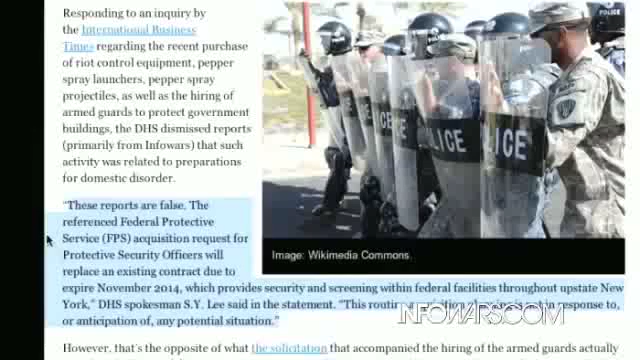 Responding to an inquiry by
the International Business
Times regarding the recent purchase
of riot control equipment, pepper
spray launchers, pepper spray
projectiles, as well as the hiring of
armed guards to protect government
buildings, the DHS dismissed reports
(primarily from Infowars) that such
activity was related to preparations
for domestic disorder.
“These reports are false. The
referenced Federal Protective
Service (FPS) acquisition request for
Protective Security Officers will
replace an existing contract due to
expire November 2014, which provides security and screening within federal facilities throughout upstate New
York,” DHS spokesman S.Y. Lee said in the statement. “This in response to,
or anticipation of, any potential situation.”
However, that’s the opposite of what the solicitation that accompanied the hiring of the armed guards actually
POLICE
POLICE
POLICE
Image: Wikimedia Commons.
INFOWARS.COM